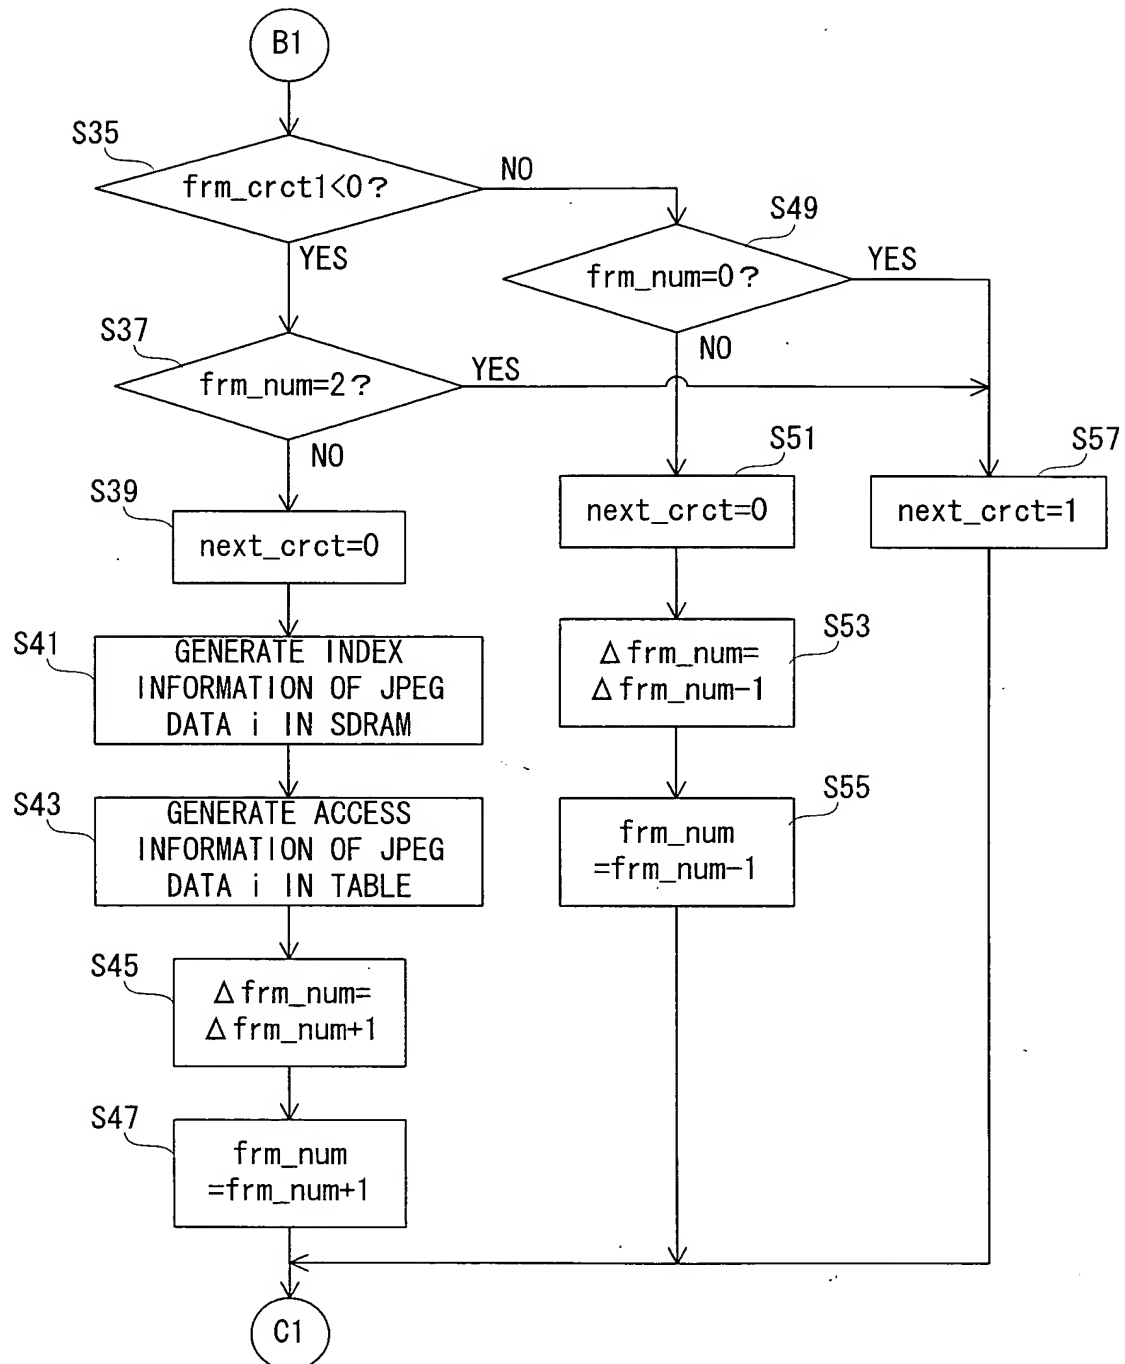 B1
S35
frm_crct1<0?
NO
YES
S49
frm_num=0?
YES
NO
S37
frm_num=2?
YES
NO
S39
next_crct=0
S51
next_crct=0
S57
next_crct=1
S41
GENERATE INDEX
INFORMATION OF JPEG
DATA i IN SDRAM
S53
Δfrm_num=
Δfrm_num-1
S43
GENERATE ACCESS
INFORMATION OF JPEG
DATA i IN TABLE
S55
frm_num
=frm_num-1
S45
Δfrm_num=
Δfrm_num+1
S47
frm_num
=frm_num+1
C1